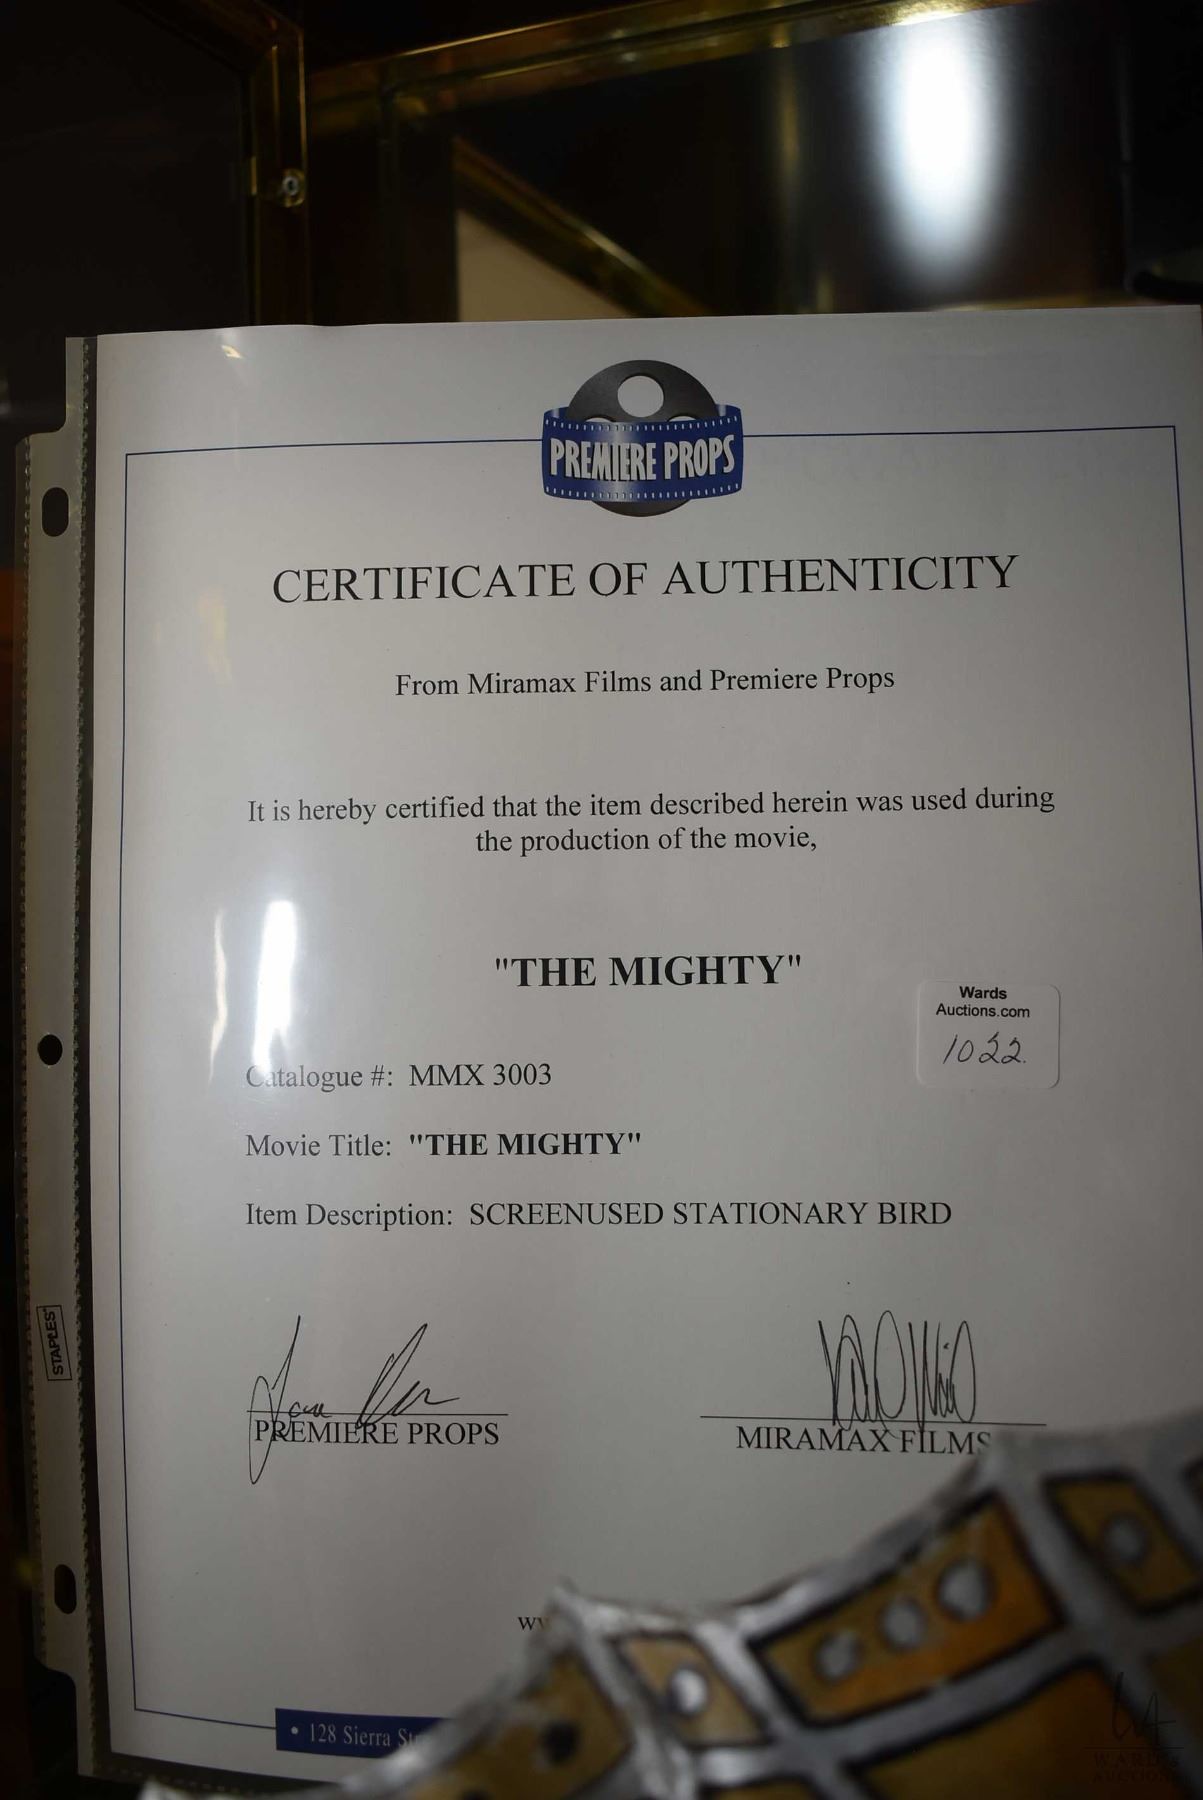 PREMIERE PROPS
CERTIFICATE OF AUTHENTICITY
From Miramax Films and Premiere Props
It is hereby certified that the item described herein was used during
the production of the movie,
"THE MIGHTY"
Wards
Auctions.com
1022
Catalogue #: MMX 3003
Movie Title: "THE MIGHTY"
Item Description: SCREENUSED STATIONARY BIRD
STAPLES
PREMIERE PROPS
MIRAMAX FILMS
• 128 Sierra
WARD'S
AUCTIONS